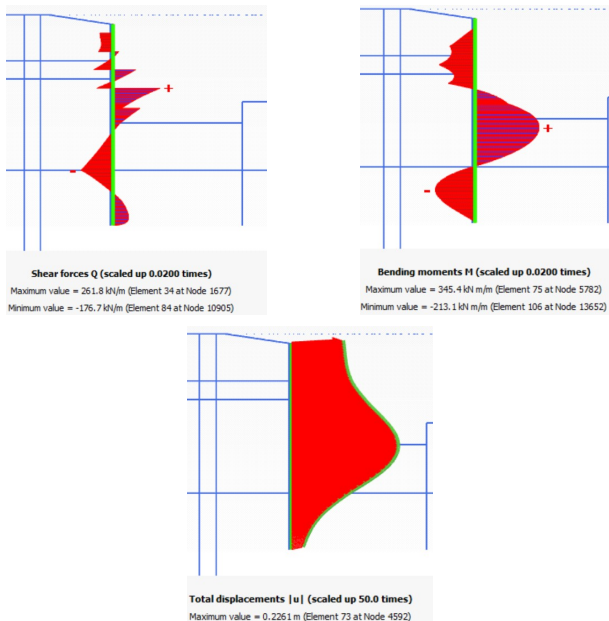 Shear forces Q (scaled up 0.0200 times)
Maximum value = 261.8 kN/m (Element 34 at Node 1677)
Minimum value = -176.7 kN/m (Element 84 at Node 10905)
Bending moments M (scaled up 0.0200 times)
Maximum value = 345.4 kN m/m (Element 75 at Node 5782)
Minimum value = -213.1 kN m/m (Element 106 at Node 13652)
Total displacements |u| (scaled up 50.0 times)
Maximum value = 0.2261 m (Element 73 at Node 4592)